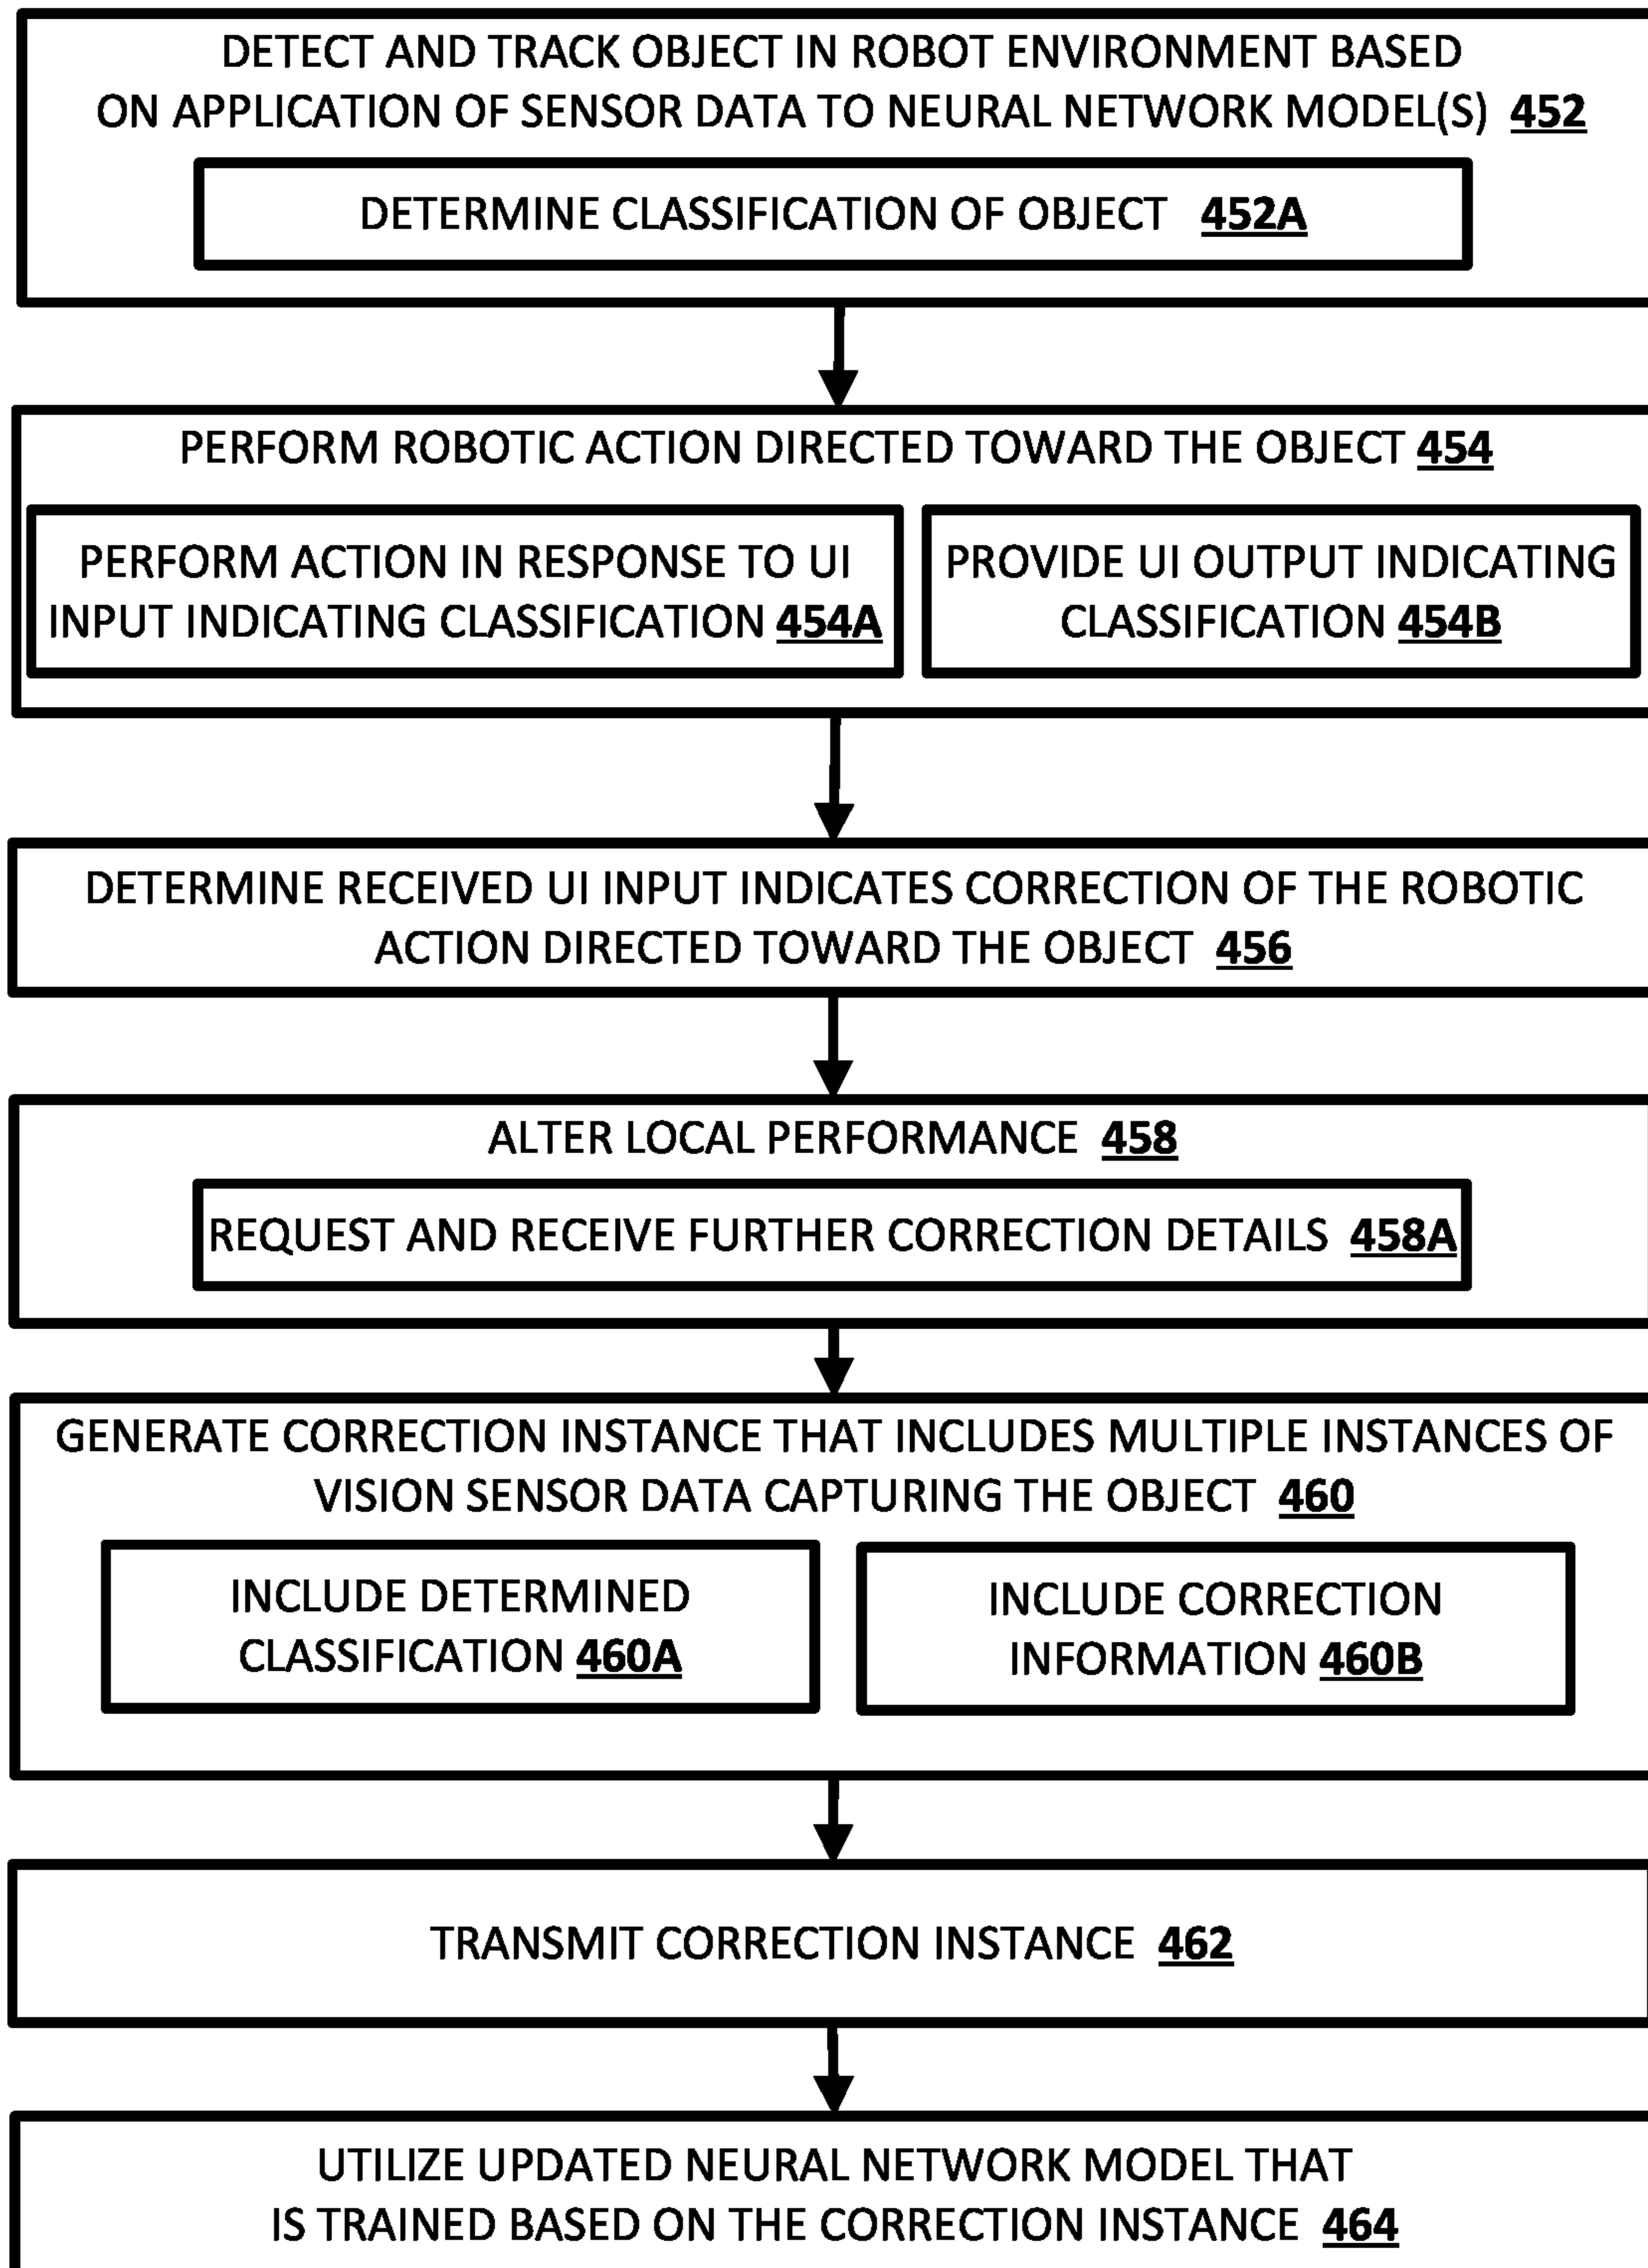 DETECT AND TRACK OBJECT IN ROBOT ENVIRONMENT BASED
ON APPLICATION OF SENSOR DATA TO NEURAL NETWORK MODEL(S) 452
DETERMINE CLASSIFICATION OF OBJECT 452A
PERFORM ROBOTIC ACTION DIRECTED TOWARD THE OBJECT 454
PERFORM ACTION IN RESPONSE TO UI
INPUT INDICATING CLASSIFICATION 454A
PROVIDE UI OUTPUT INDICATING
CLASSIFICATION 454B
DETERMINE RECEIVED UI INPUT INDICATES CORRECTION OF THE ROBOTIC
ACTION DIRECTED TOWARD THE OBJECT 456
ALTER LOCAL PERFORMANCE 458
REQUEST AND RECEIVE FURTHER CORRECTION DETAILS 458A
GENERATE CORRECTION INSTANCE THAT INCLUDES MULTIPLE INSTANCES OF
VISION SENSOR DATA CAPTURING THE OBJECT 460
INCLUDE DETERMINED
CLASSIFICATION 460A
INCLUDE CORRECTION
INFORMATION 460B
TRANSMIT CORRECTION INSTANCE 462
UTILIZE UPDATED NEURAL NETWORK MODEL THAT
IS TRAINED BASED ON THE CORRECTION INSTANCE 464